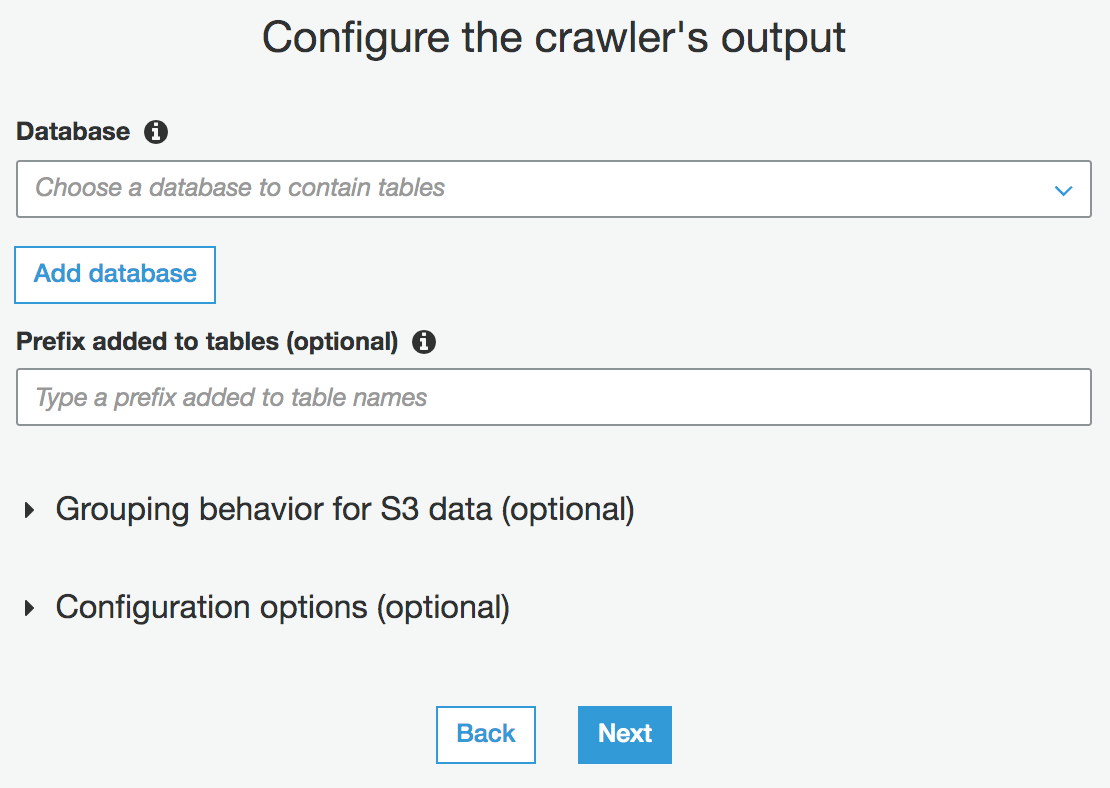 Configure the crawler's output
Database
Choose a database to contain tables
Add database
Prefix added to tables (optional)
Type a prefix added to table names
Grouping behavior for S3 data (optional)
Configuration options (optional)
Back Next